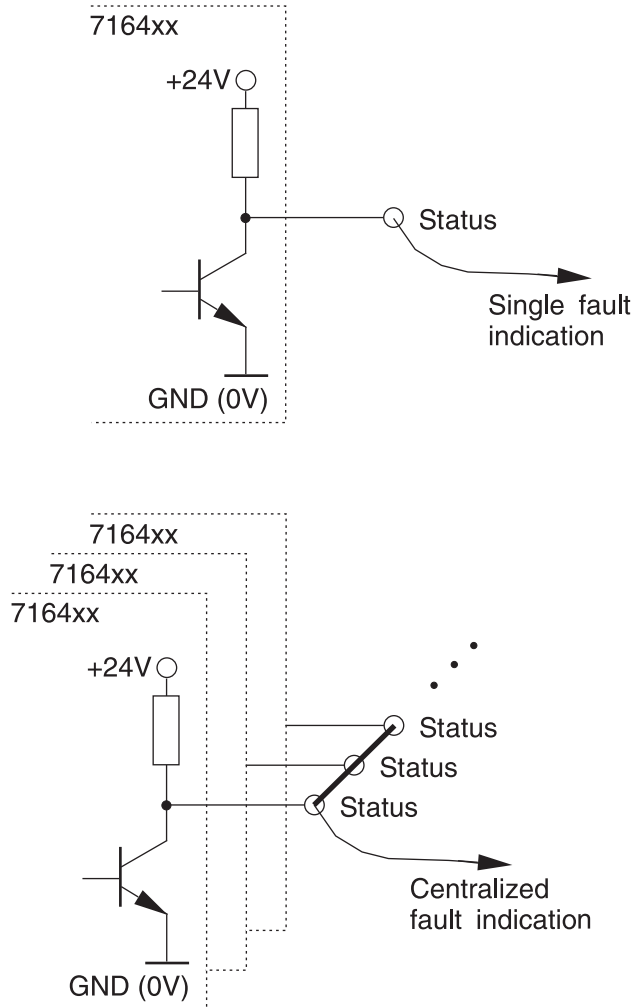 7164xx
+24V
Status
Single fault
indication
GND (0V)
7164xx
7164xx
7164xx
+24V
Status
Status
Status
Centralized
fault indication
GND (0V)